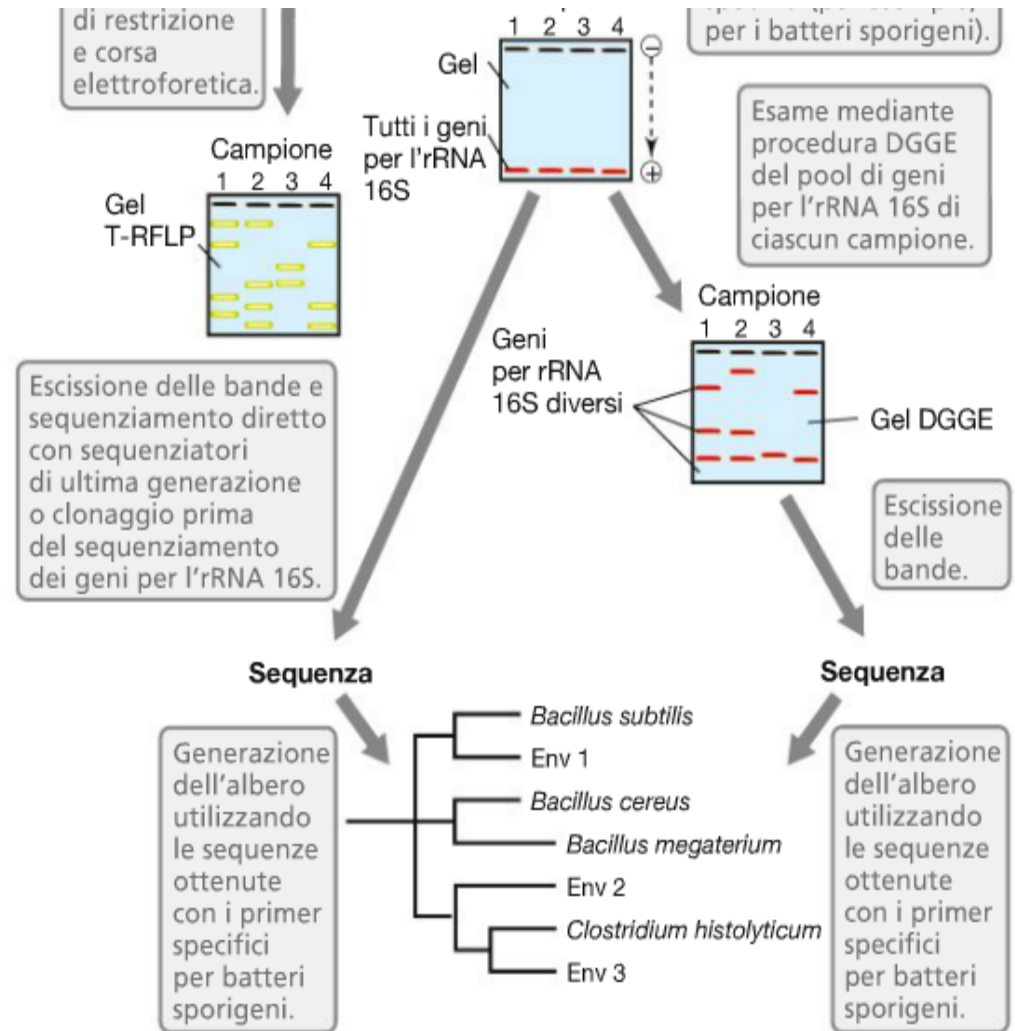 di restrizione
e corsa
elettroforetica.
1 2 3 4
Gel
Tutti i geni
per l'rRNA
16S
−
+
per i batteri sporigeni).
Esame mediante
procedura DGGE
del pool di geni
per l'rRNA 16S di
ciascun campione.
Campione
1 2 3 4
Gel
T-RFLP
Campione
1 2 3 4
Geni
per rRNA
16S diversi
Gel DGGE
Escissione delle bande e
sequenziamento diretto
con sequenziatori
di ultima generazione
o clonaggio prima
del sequenziamento
dei geni per l'rRNA 16S.
Escissione
delle
bande.
Sequenza
Sequenza
Generazione
dell'albero
utilizzando
le sequenze
ottenute
con i primer
specifici
per batteri
sporigeni.
Bacillus subtilis
Env 1
Bacillus cereus
Bacillus megaterium
Env 2
Clostridium histolyticum
Env 3
Generazione
dell'albero
utilizzando
le sequenze
ottenute
con i primer
specifici
per batteri
sporigeni.